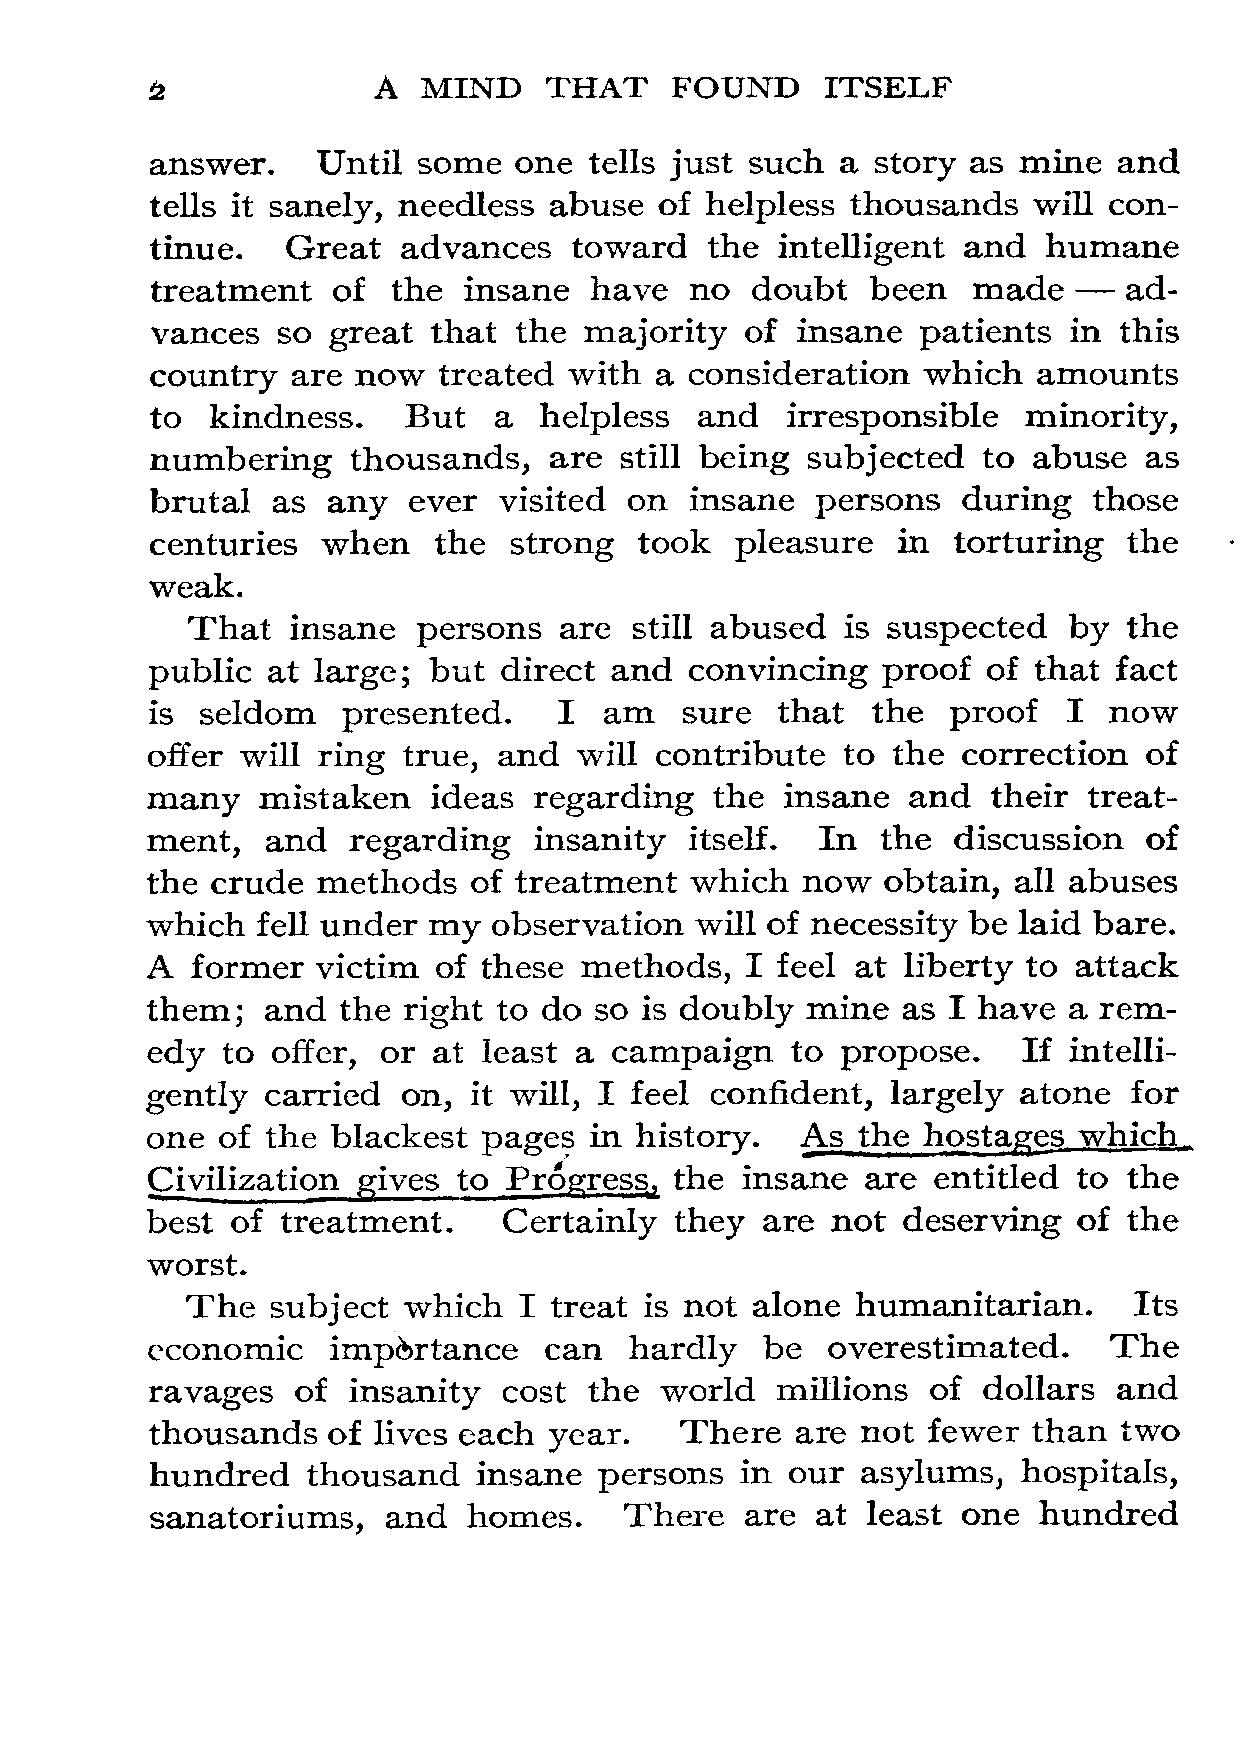 2 A MIND THAT FOUND ITSELF
answer. Until some one tells just such a story as mine and
tells it sanely, needless abuse of helpless thousands will con-
tinue. Great advances toward the intelligent and humane
treatment of the insane have no doubt been made — ad-
vances so great that the majority of insane patients in this
country are now treated with a consideration which amounts
to kindness. But a helpless and irresponsible minority,
numbering thousands, are still being subjected to abuse as
brutal as any ever visited on insane persons during those
centuries when the strong took pleasure in torturing the
weak.
That insane persons are still abused is suspected by the
public at large; but direct and convincing proof of that fact
is seldom presented. I am sure that the proof I now
offer will ring true, and will contribute to the correction of
many mistaken ideas regarding the insane and their treat-
ment, and regarding insanity itself. In the discussion of
the crude methods of treatment which now obtain, all abuses
which fell under my observation will of necessity be laid bare.
A former victim of these methods, I feel at liberty to attack
them; and the right to do so is doubly mine as I have a rem-
edy to offer, or at least a campaign to propose. If intelli-
gently carried on, it will, I feel confident, largely atone for
one of the blackest pages in history. As the hostages which
Civilization gives to Progress, the insane are entitled to the
best of treatment. Certainly they are not deserving of the
worst.
The subject which I treat is not alone humanitarian. Its
economic importance can hardly be overestimated. The
ravages of insanity cost the world millions of dollars and
thousands of lives each year. There are not fewer than two
hundred thousand insane persons in our asylums, hospitals,
sanatoriums, and homes. There are at least one hundred